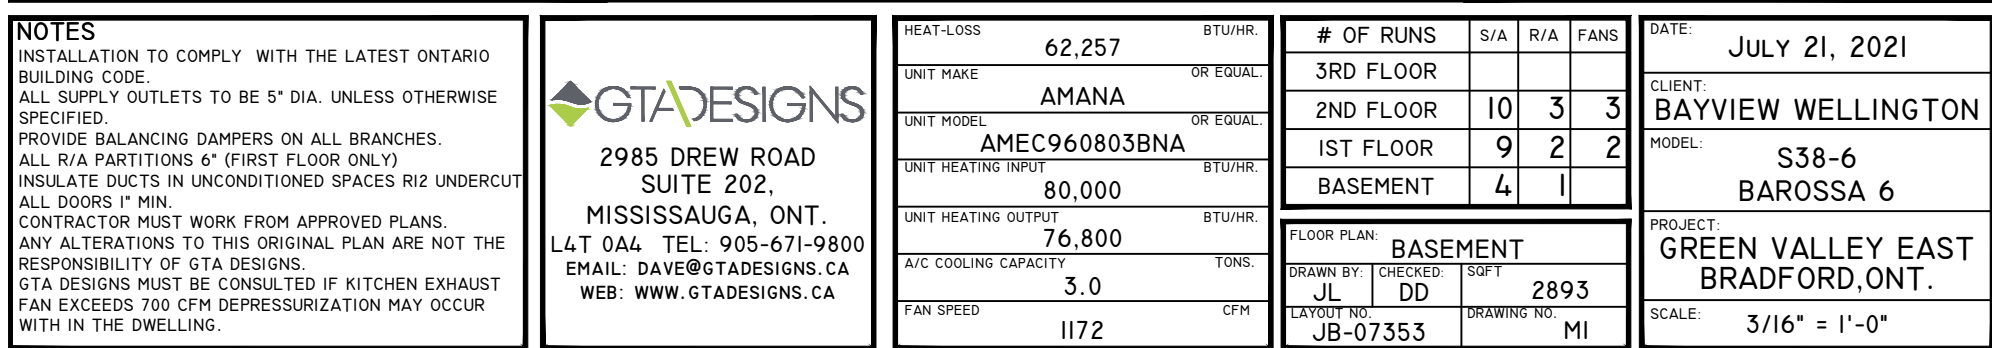 NOTES
INSTALLATION TO COMPLY WITH THE LATEST ONTARIO
BUILDING CODE.
ALL SUPPLY OUTLETS TO BE 5" DIA. UNLESS OTHERWISE
SPECIFIED.
PROVIDE BALANCING DAMPERS ON ALL BRANCHES.
ALL R/A PARTITIONS 6" (FIRST FLOOR ONLY)
INSULATE DUCTS IN UNCONDITIONED SPACES R12 UNDERCUT
ALL DOORS 1" MIN.
CONTRACTOR MUST WORK FROM APPROVED PLANS.
ANY ALTERATIONS TO THIS ORIGINAL PLAN ARE NOT THE
RESPONSIBILITY OF GTA DESIGNS.
GTA DESIGNS MUST BE CONSULTED IF KITCHEN EXHAUST
FAN EXCEEDS 700 CFM DEPRESSURIZATION MAY OCCUR
WITH IN THE DWELLING.
GTADESIGNS
2985 DREW ROAD
SUITE 202,
MISSISSAUGA, ONT.
L4T 0A4 TEL: 905-671-9800
EMAIL: DAVE@GTADESIGNS.CA
WEB: WWW.GTADESIGNS.CA
HEAT-LOSS BTU/HR.
62,257
UNIT MAKE OR EQUAL.
AMANA
UNIT MODEL OR EQUAL.
AMEC960803BNA
UNIT HEATING INPUT BTU/HR.
80,000
UNIT HEATING OUTPUT BTU/HR.
76,800
A/C COOLING CAPACITY TONS.
3.0
FAN SPEED CFM
1172
# OF RUNS S/A R/A FANS
3RD FLOOR
2ND FLOOR 10 3 3
1ST FLOOR 9 2 2
BASEMENT 4 1
FLOOR PLAN:
BASEMENT
DRAWN BY: CHECKED: SQFT
JL DD 2893
LAYOUT NO. DRAWING NO.
JB-07353 M1
DATE:
JULY 21, 2021
CLIENT:
BAYVIEW WELLINGTON
MODEL:
S38-6
BAROSSA 6
PROJECT:
GREEN VALLEY EAST
BRADFORD,ONT.
SCALE:
3/16" = 1'-0"